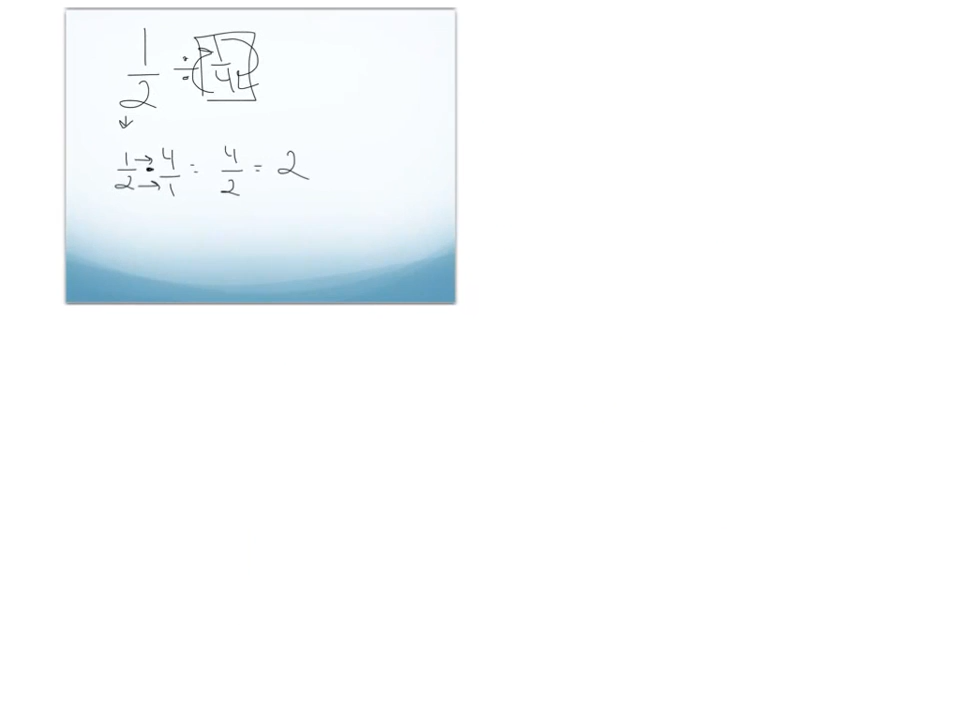 1/2 ÷ 1/4
1/2 · 4/1 = 4/2 = 2